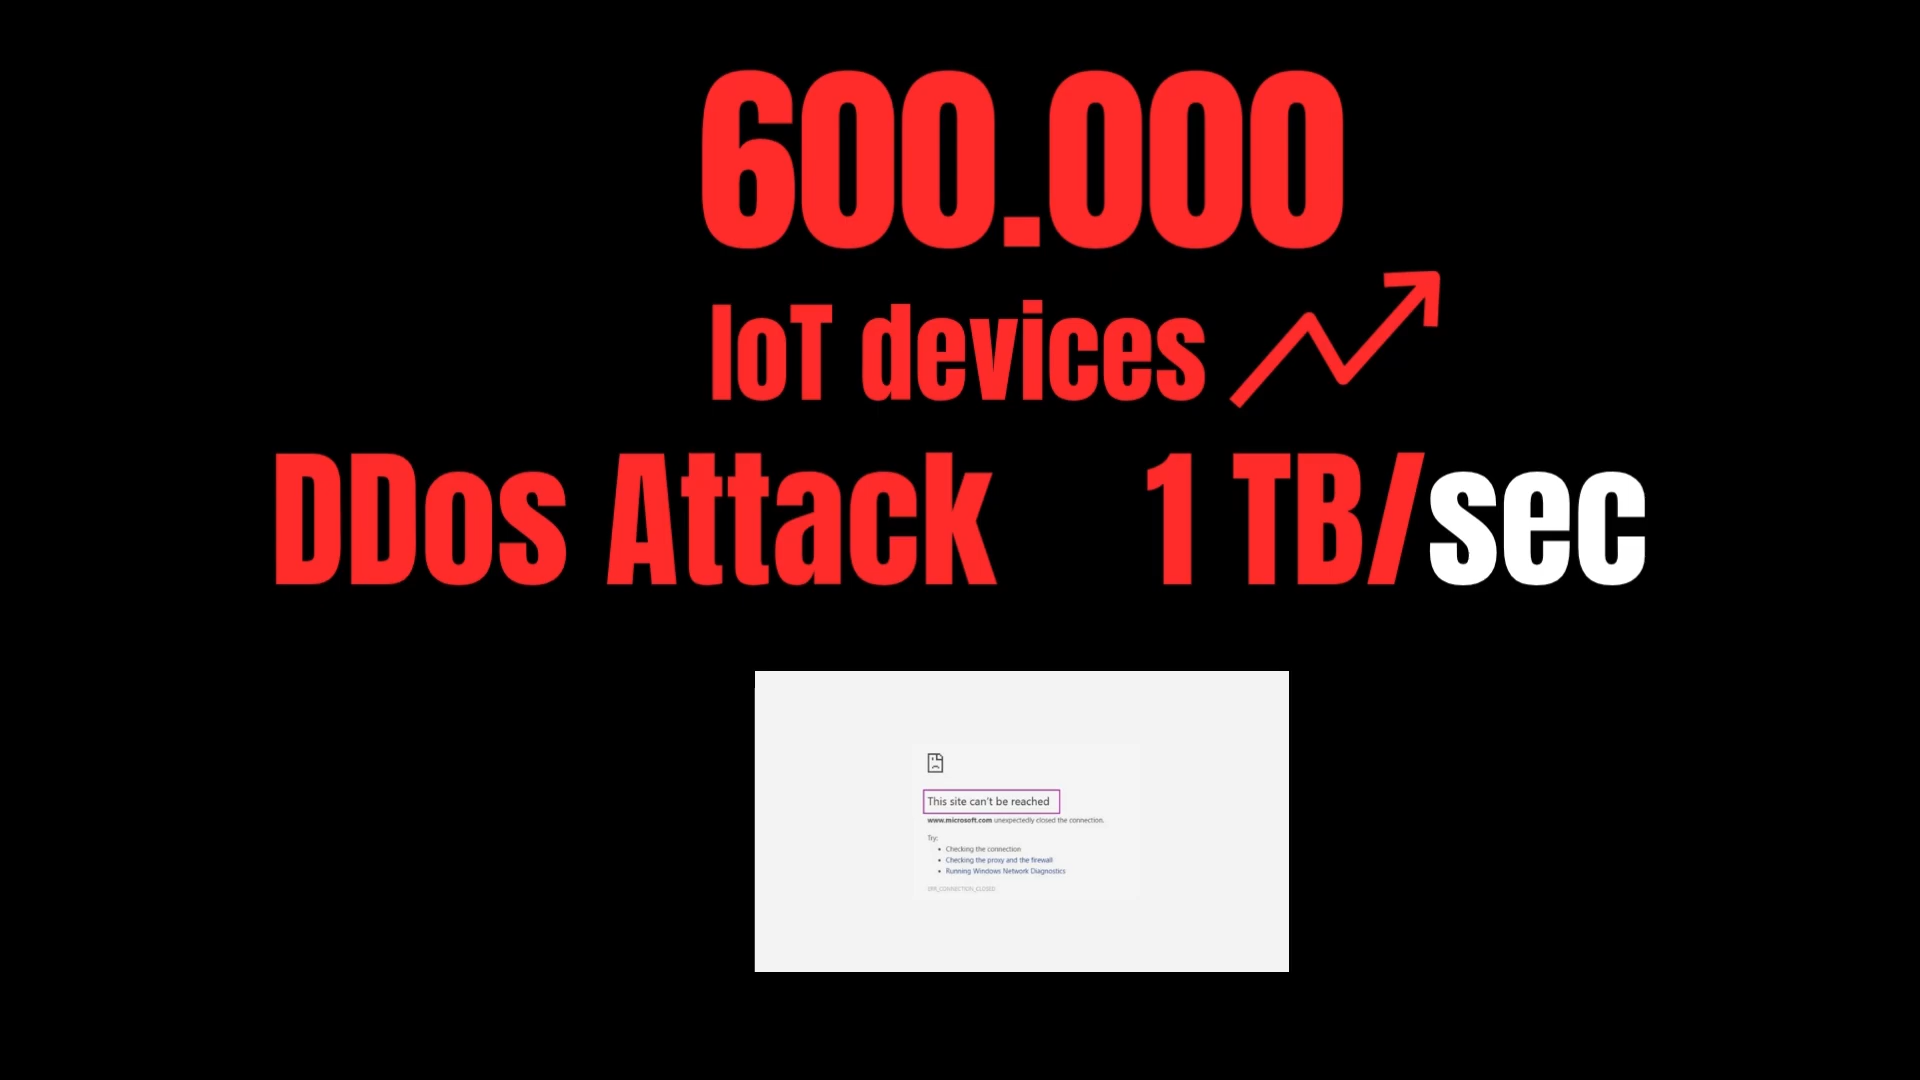 600.000
IoT devices
DDos Attack 1 TB/sec
This site can't be reached
www.microsoft.com unexpectedly closed the connection.
Try:
• Checking the connection
• Checking the proxy and the firewall
• Running Windows Network Diagnostics
ERR_CONNECTION_CLOSED